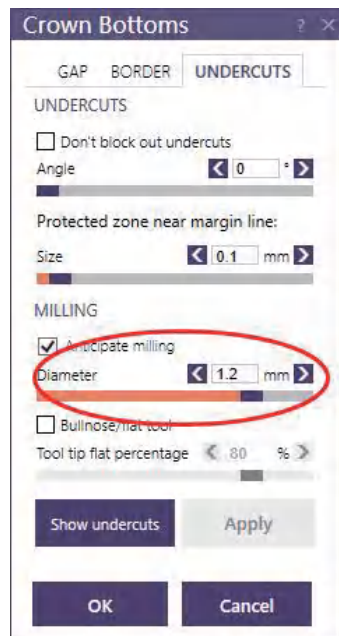 Crown Bottoms ? ×
GAP BORDER UNDERCUTS
UNDERCUTS
Don't block out undercuts
Angle 0 °
Protected zone near margin line:
Size 0.1 mm
MILLING
Anticipate milling
Diameter 1.2 mm
Bullnose/flat tool
Tool tip flat percentage 80 %
Show undercuts Apply
OK Cancel